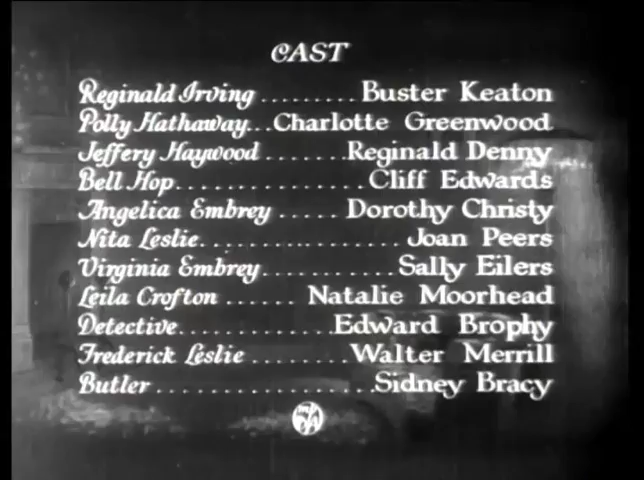 CAST
Reginald Irving ......... Buster Keaton
Polly Hathaway...Charlotte Greenwood
Jeffery Haywood .......Reginald Denny
Bell Hop................Cliff Edwards
Angelica Embrey ..... Dorothy Christy
Nita Leslie.................. Joan Peers
Virginia Embrey............Sally Eilers
Leila Crofton ...... Natalie Moorhead
Detective.............Edward Brophy
Frederick Leslie ........Walter Merrill
Butler ..................Sidney Bracy